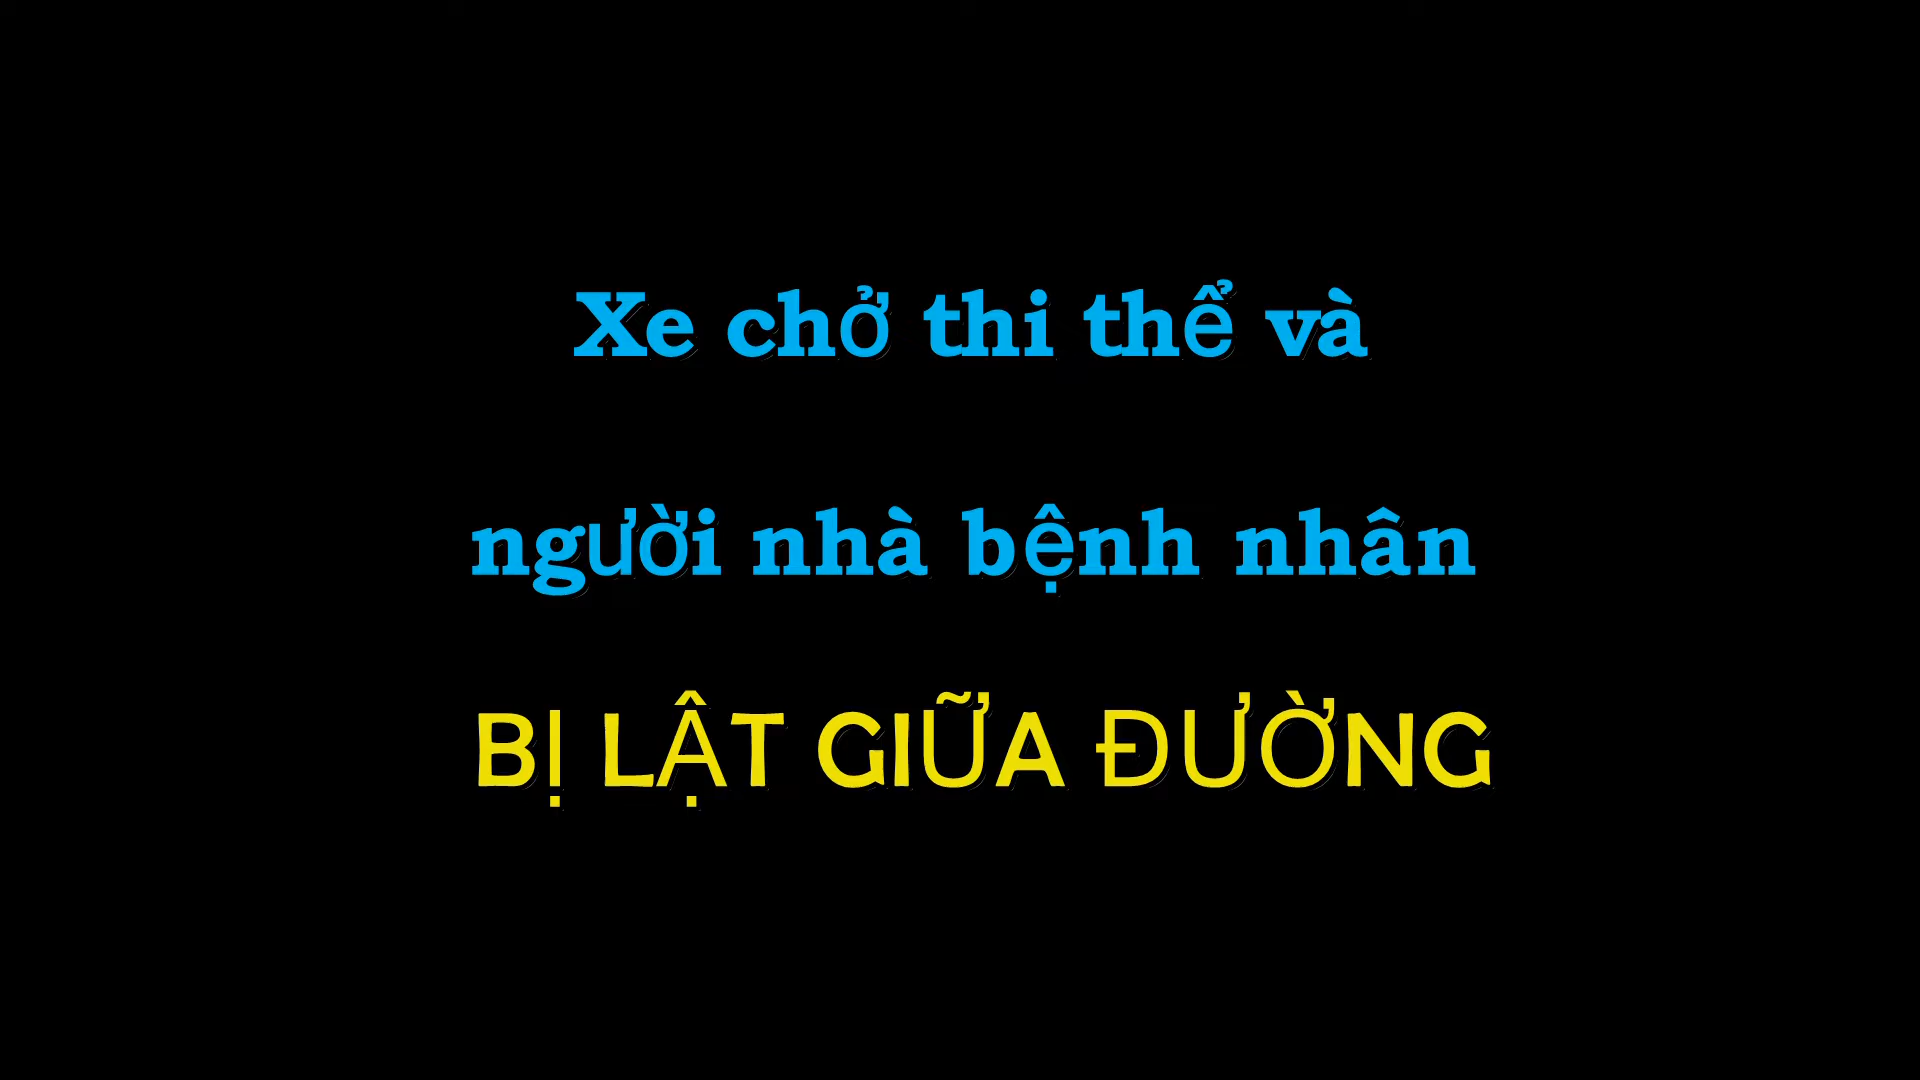 Xe chở thi thể và
người nhà bệnh nhân
BỊ LẬT GIỮA ĐƯỜNG